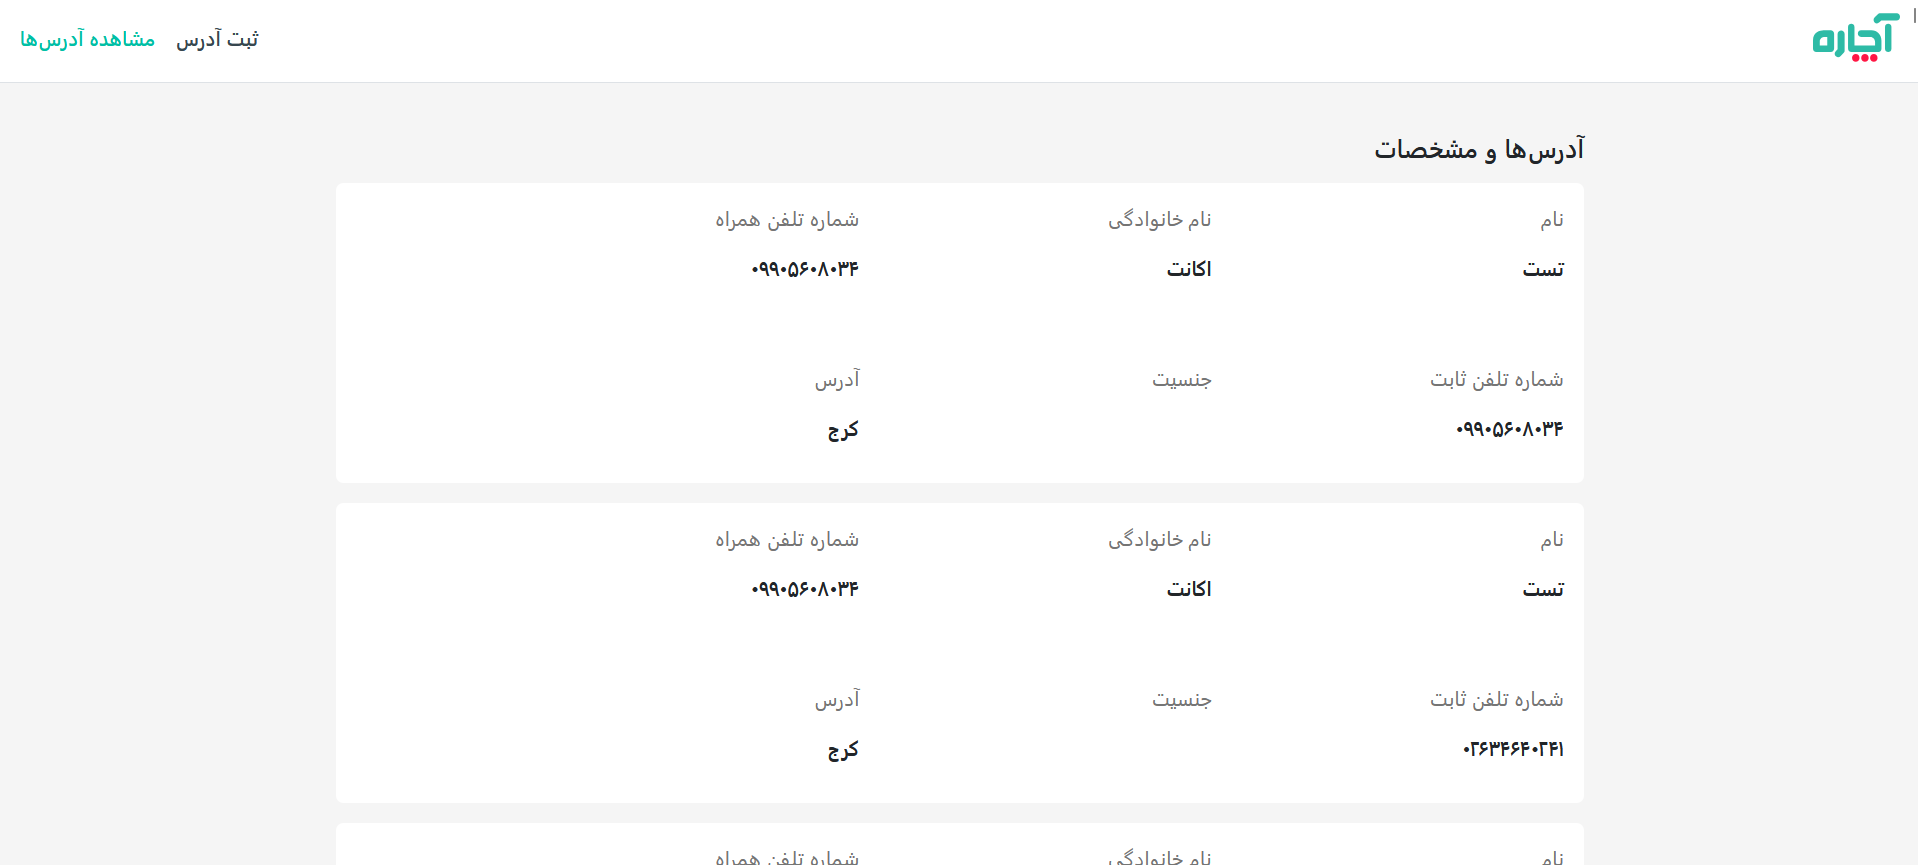 آچاره
ثبت آدرس
مشاهده آدرس‌ها
آدرس‌ها و مشخصات
نام
نام خانوادگی
شماره تلفن همراه
تست
اکانت
۰۹۹۰۵۶۰۸۰۳۴
شماره تلفن ثابت
جنسیت
آدرس
۰۹۹۰۵۶۰۸۰۳۴
کرج
نام
نام خانوادگی
شماره تلفن همراه
تست
اکانت
۰۹۹۰۵۶۰۸۰۳۴
شماره تلفن ثابت
جنسیت
آدرس
۰۲۶۳۴۶۴۰۲۴۱
کرج
نام
نام خانوادگی
شماره تلفن همراه